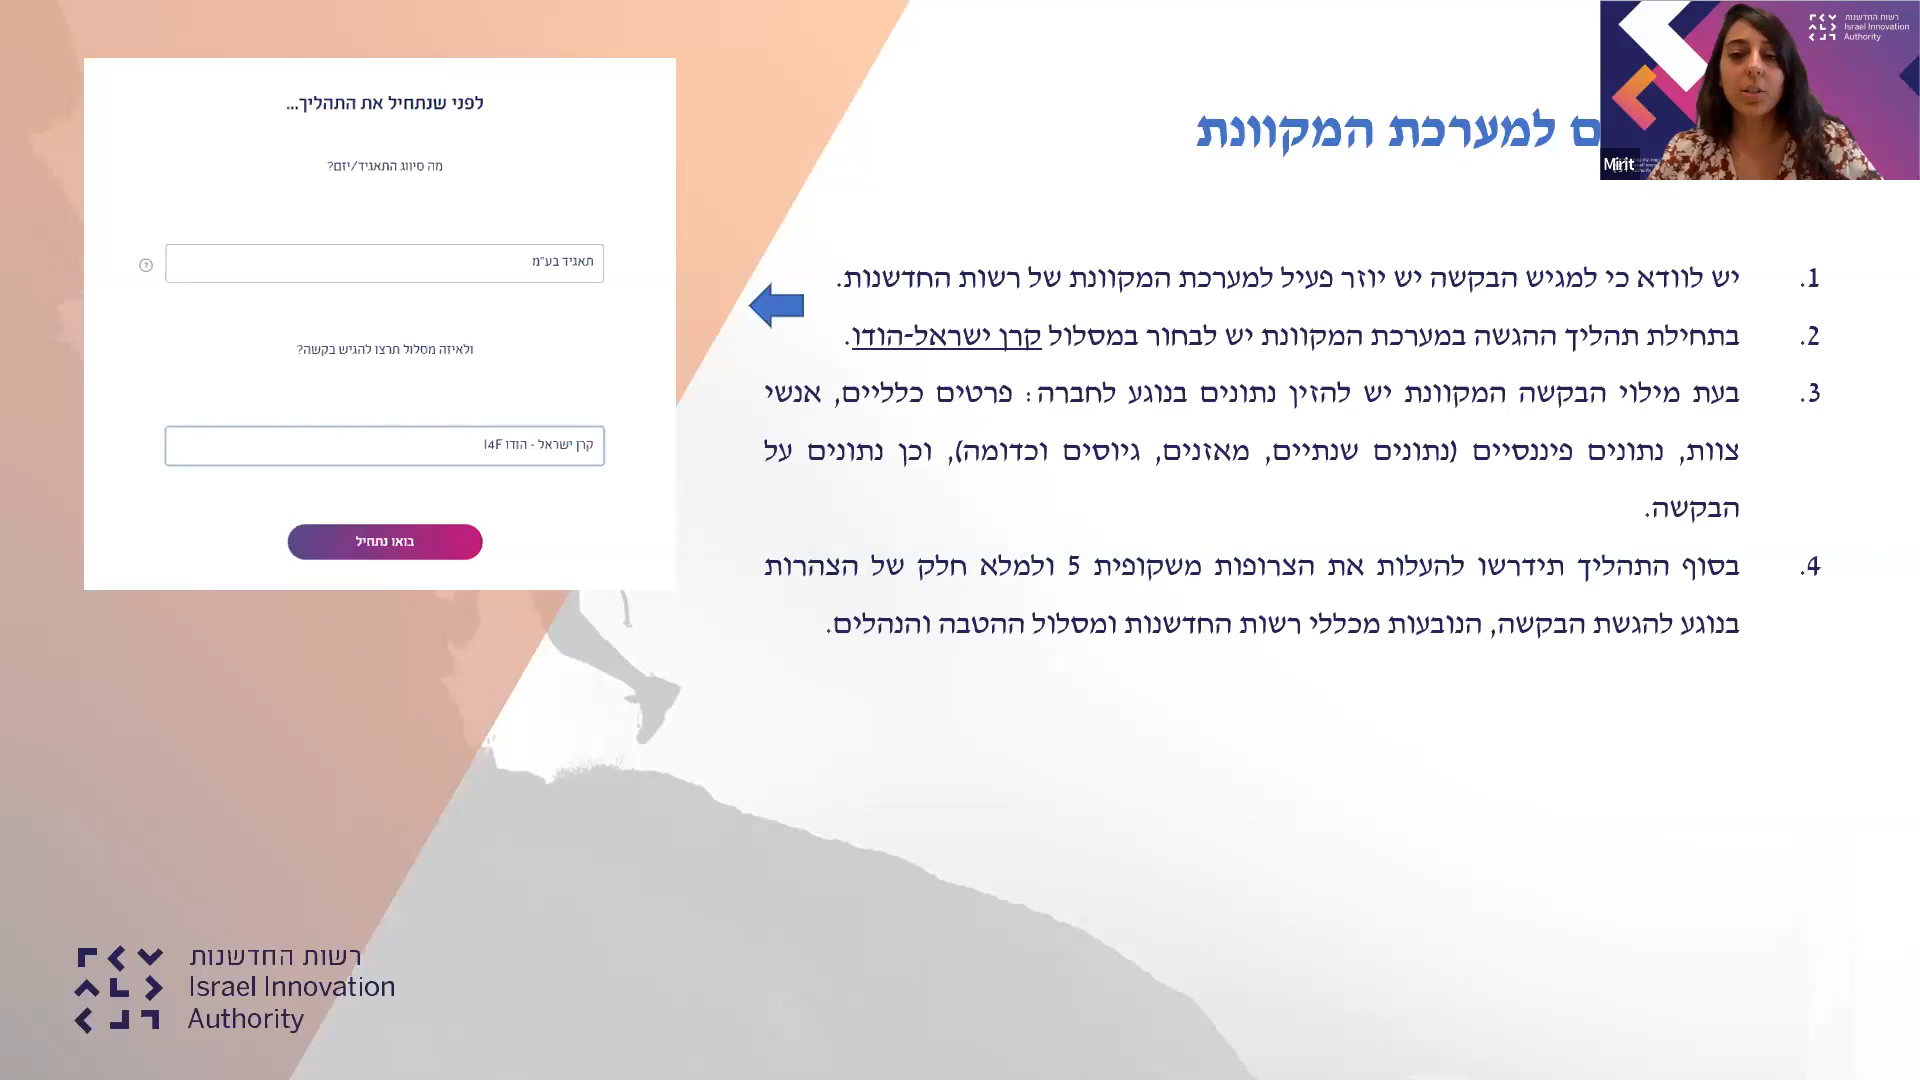 ם למערכת המקוונת
1. יש לוודא כי למגיש הבקשה יש יוזר פעיל למערכת המקוונת של רשות החדשנות.
2. בתחילת תהליך ההגשה במערכת המקוונת יש לבחור במסלול קרן ישראל-הודו.
3. בעת מילוי הבקשה המקוונת יש להזין נתונים בנוגע לחברה: פרטים כלליים, אנשי
צוות, נתונים פיננסיים (נתונים שנתיים, מאזנים, גיוסים וכדומה), וכן נתונים על
הבקשה.
4. בסוף התהליך תידרשו להעלות את הצרופות משקופית 5 ולמלא חלק של הצהרות
בנוגע להגשת הבקשה, הנובעות מכללי רשות החדשנות ומסלול ההטבה והנהלים.
לפני שנתחיל את התהליך...
מה סיווג התאגיד/יזם?
תאגיד בע"מ
?
ולאיזה מסלול תרצו להגיש בקשה?
קרן ישראל - הודו I4F
בואו נתחיל
רשות החדשנות
Israel Innovation
Authority
רשות החדשנות
Israel Innovation
Authority
Mirit